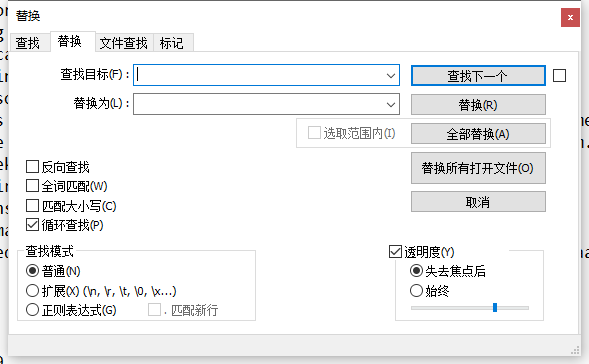 替换
查找 替换 文件查找 标记
查找目标(F)： 查找下一个
替换为(L)： 替换(R)
选取范围内(I) 全部替换(A)
替换所有打开文件(O)
取消
反向查找
全词匹配(W)
匹配大小写(C)
循环查找(P)
查找模式
普通(N)
扩展(X) (\n, \r, \t, \0, \x...)
正则表达式(G) . 匹配新行
透明度(Y)
失去焦点后
始终